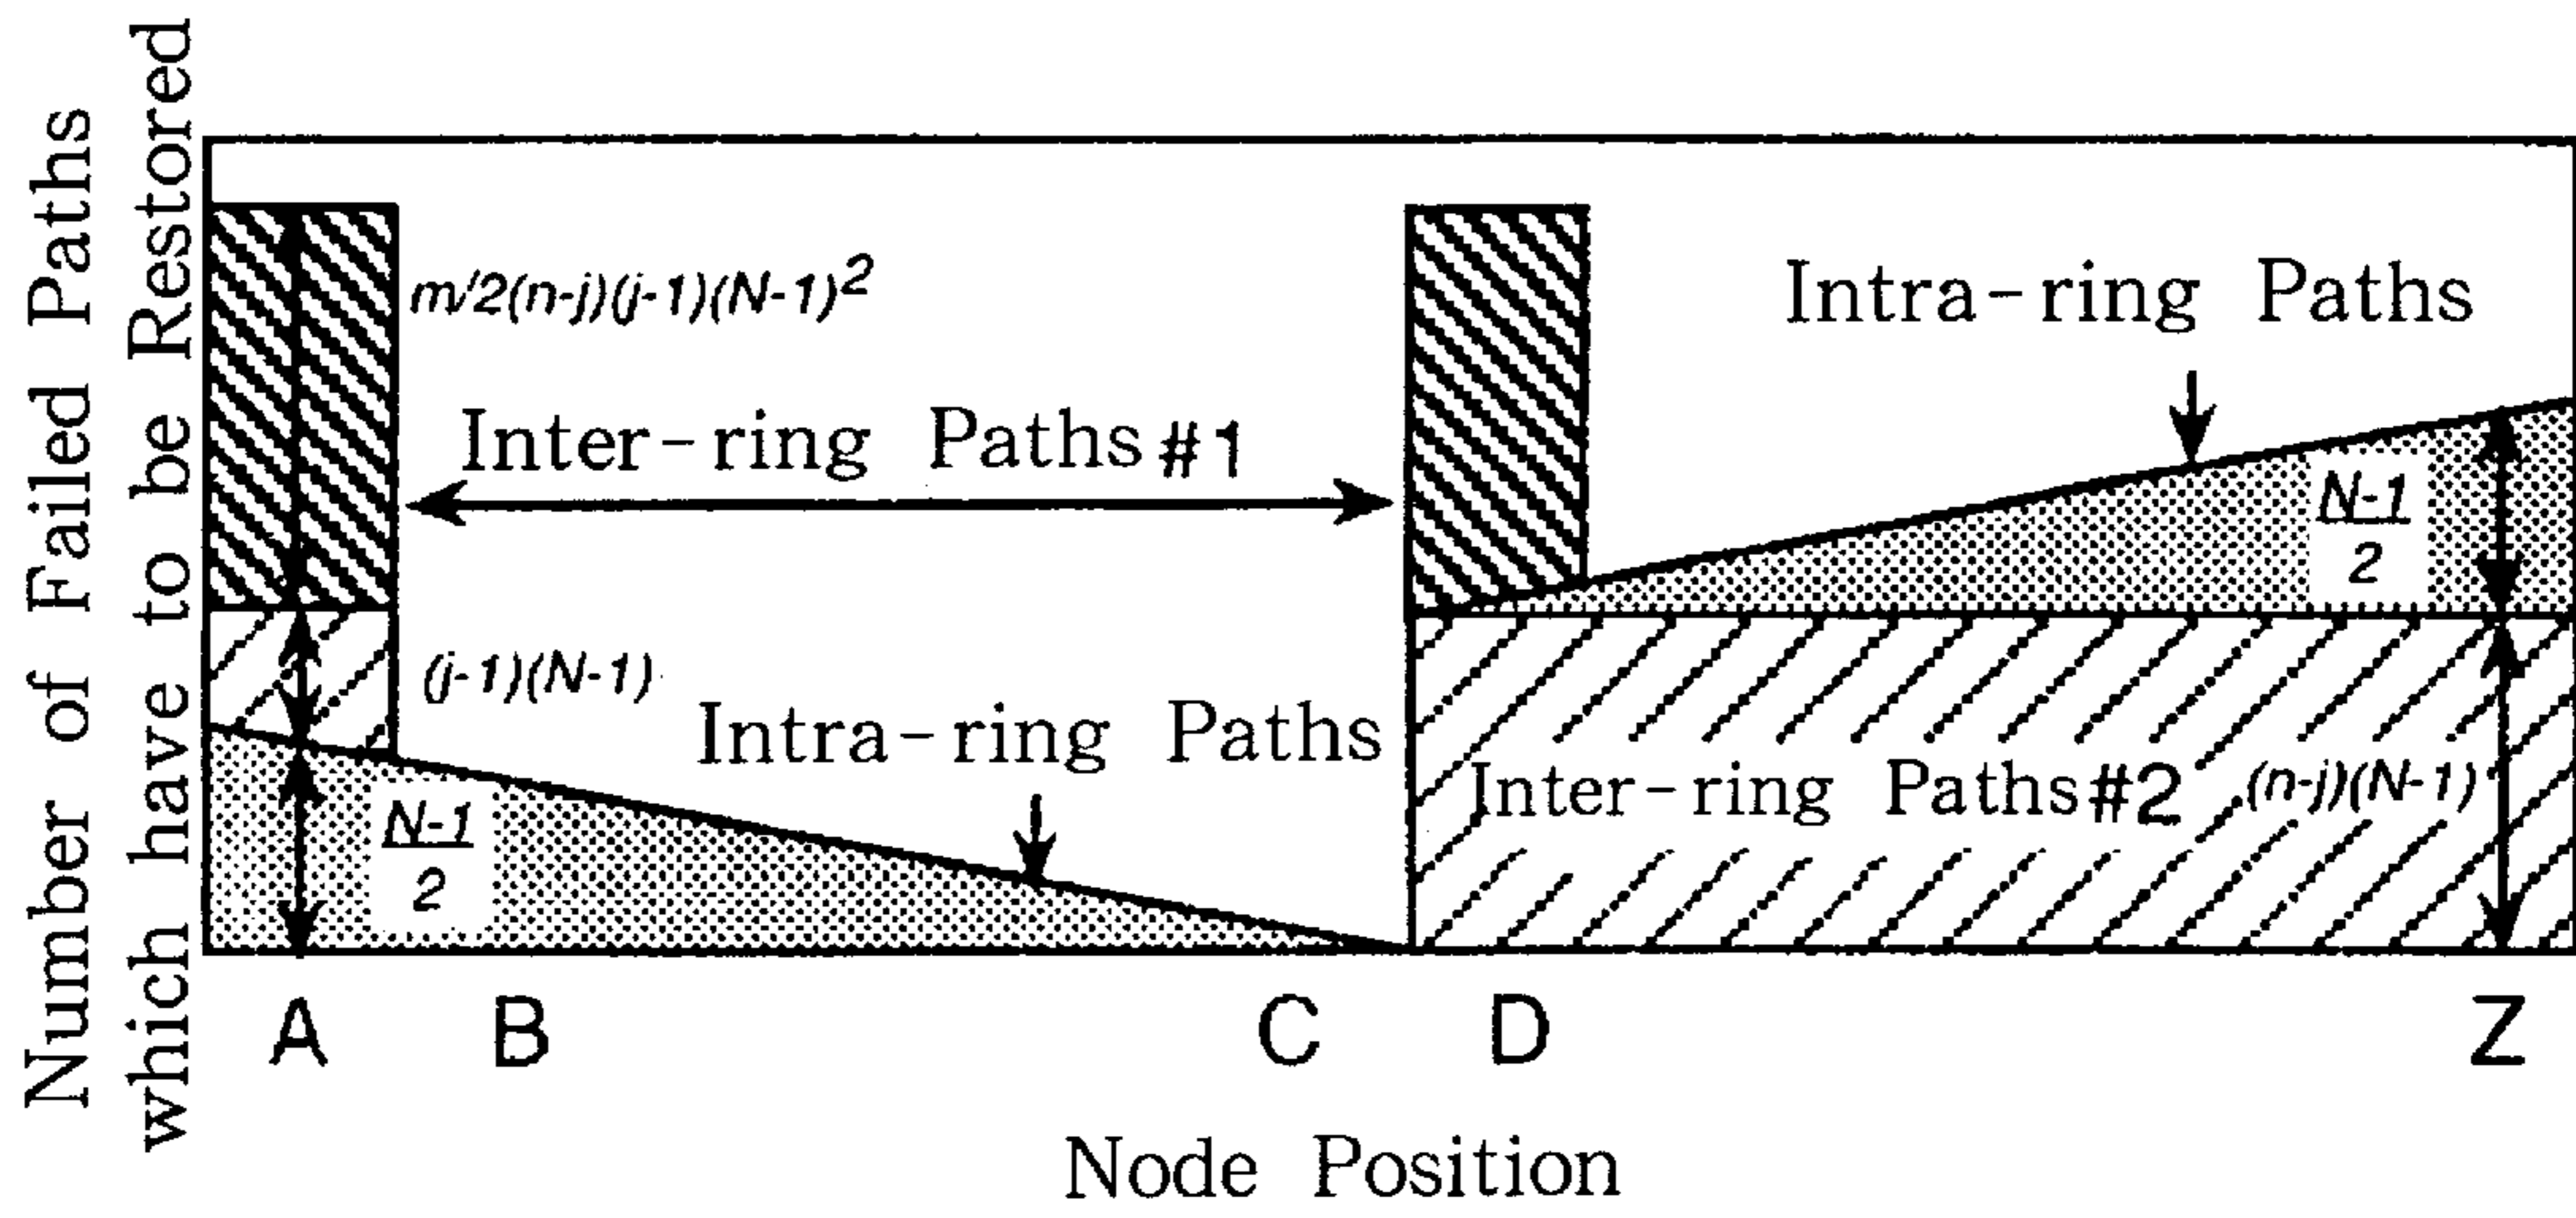 Number of Failed Paths
which have to be Restored
m/2(n-j)(j-1)(N-1)2
Intra-ring Paths
Inter-ring Paths #1
N-1
2
(j-1)(N-1)
Intra-ring Paths
Inter-ring Paths #2
(n-j)(N-1)
N-1
2
A
B
C
D
Z
Node Position